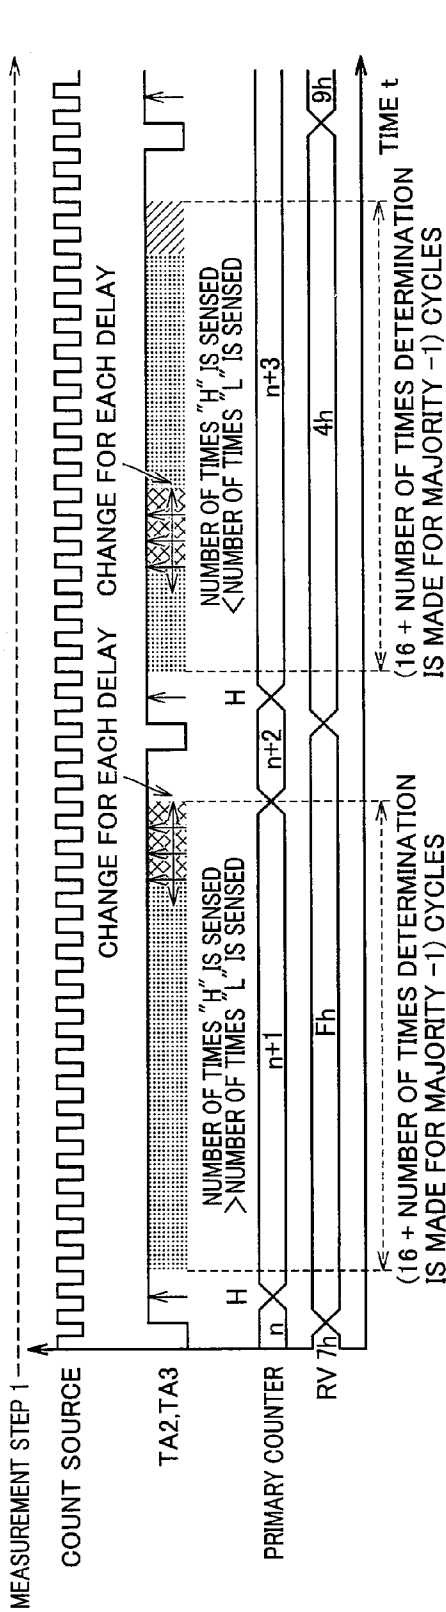 MEASUREMENT STEP 1
COUNT SOURCE
CHANGE FOR EACH DELAY
CHANGE FOR EACH DELAY
TA2,TA3
NUMBER OF TIMES "H" IS SENSED
>NUMBER OF TIMES "L" IS SENSED
NUMBER OF TIMES "H" IS SENSED
<NUMBER OF TIMES "L" IS SENSED
H
H
PRIMARY COUNTER
n
n+1
n+2
n+3
RV
7h
Fh
4h
9h
TIME t
(16 + NUMBER OF TIMES DETERMINATION
IS MADE FOR MAJORITY -1) CYCLES
(16 + NUMBER OF TIMES DETERMINATION
IS MADE FOR MAJORITY -1) CYCLES